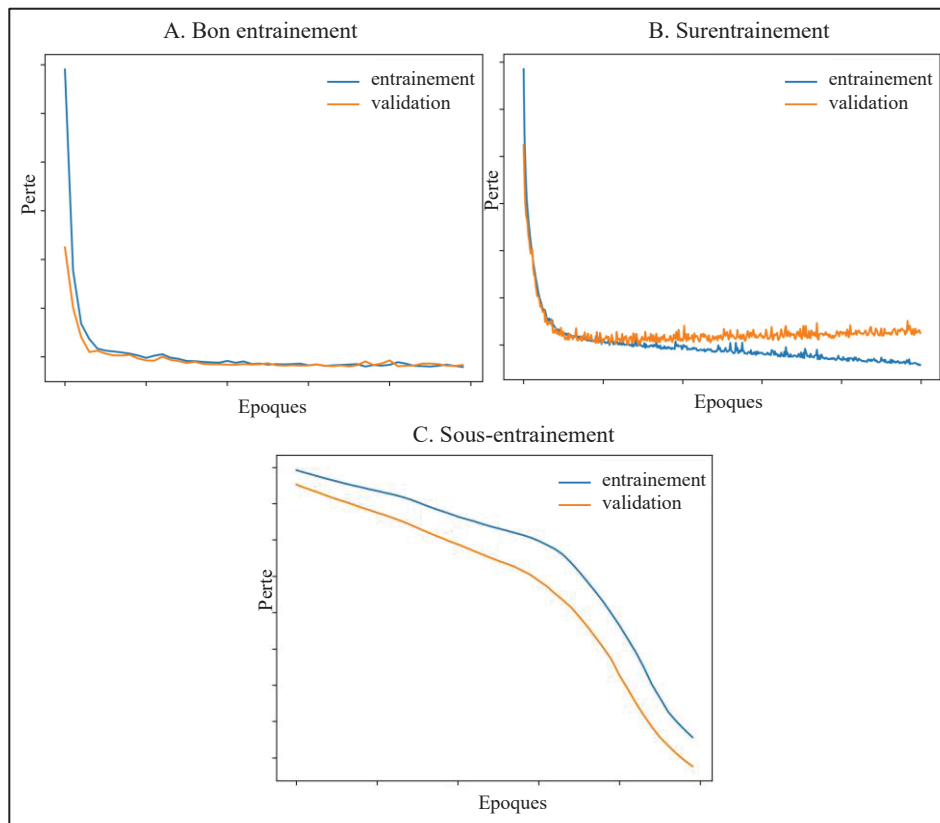 A. Bon entrainement
entrainement
validation
Perte
Epoques
B. Surentrainement
entrainement
validation
Perte
Epoques
C. Sous-entrainement
entrainement
validation
Perte
Epoques